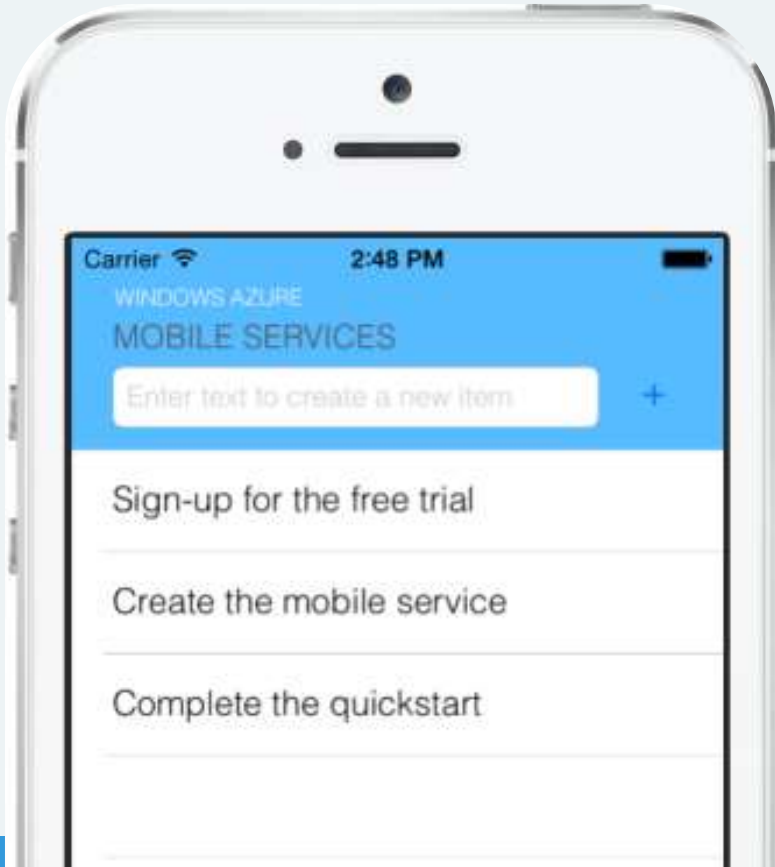 Carrier 2:48 PM
WINDOWS AZURE
MOBILE SERVICES
Enter text to create a new item +
Sign-up for the free trial
Create the mobile service
Complete the quickstart